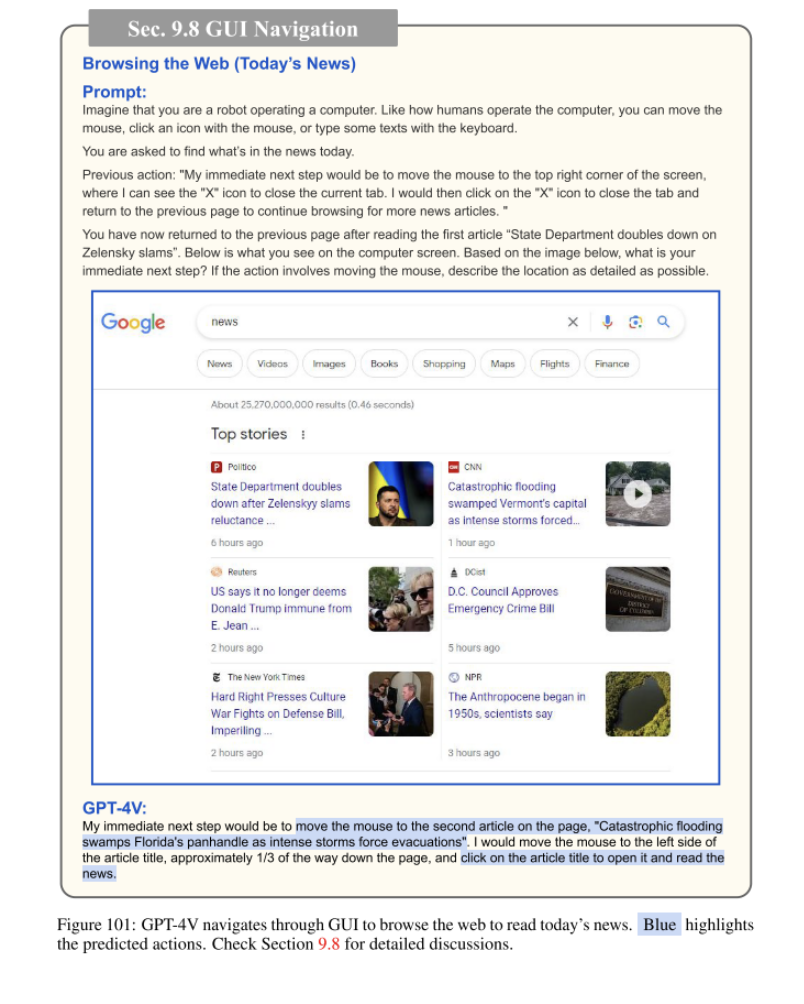 Sec. 9.8 GUI Navigation
Browsing the Web (Today's News)
Prompt:
Imagine that you are a robot operating a computer. Like how humans operate the computer, you can move the
mouse, click an icon with the mouse, or type some texts with the keyboard.
You are asked to find what's in the news today.
Previous action: "My immediate next step would be to move the mouse to the top right corner of the screen,
where I can see the "X" icon to close the current tab. I would then click on the "X" icon to close the tab and
return to the previous page to continue browsing for more news articles. "
You have now returned to the previous page after reading the first article “State Department doubles down on
Zelensky slams”. Below is what you see on the computer screen. Based on the image below, what is your
immediate next step? If the action involves moving the mouse, describe the location as detailed as possible.
Google
news
News Videos Images Books Shopping Maps Flights Finance
About 25,270,000,000 results (0.46 seconds)
Top stories
Politico
State Department doubles
down after Zelenskyy slams
reluctance ...
6 hours ago
CNN
Catastrophic flooding
swamped Vermont's capital
as intense storms forced...
1 hour ago
Reuters
US says it no longer deems
Donald Trump immune from
E. Jean ...
2 hours ago
DCist
D.C. Council Approves
Emergency Crime Bill
5 hours ago
The New York Times
Hard Right Presses Culture
War Fights on Defense Bill,
Imperiling ...
2 hours ago
NPR
The Anthropocene began in
1950s, scientists say
3 hours ago
GPT-4V:
My immediate next step would be to move the mouse to the second article on the page, "Catastrophic flooding
swamps Florida's panhandle as intense storms force evacuations". I would move the mouse to the left side of
the article title, approximately 1/3 of the way down the page, and click on the article title to open it and read the
news.
Figure 101: GPT-4V navigates through GUI to browse the web to read today's news. Blue highlights
the predicted actions. Check Section 9.8 for detailed discussions.